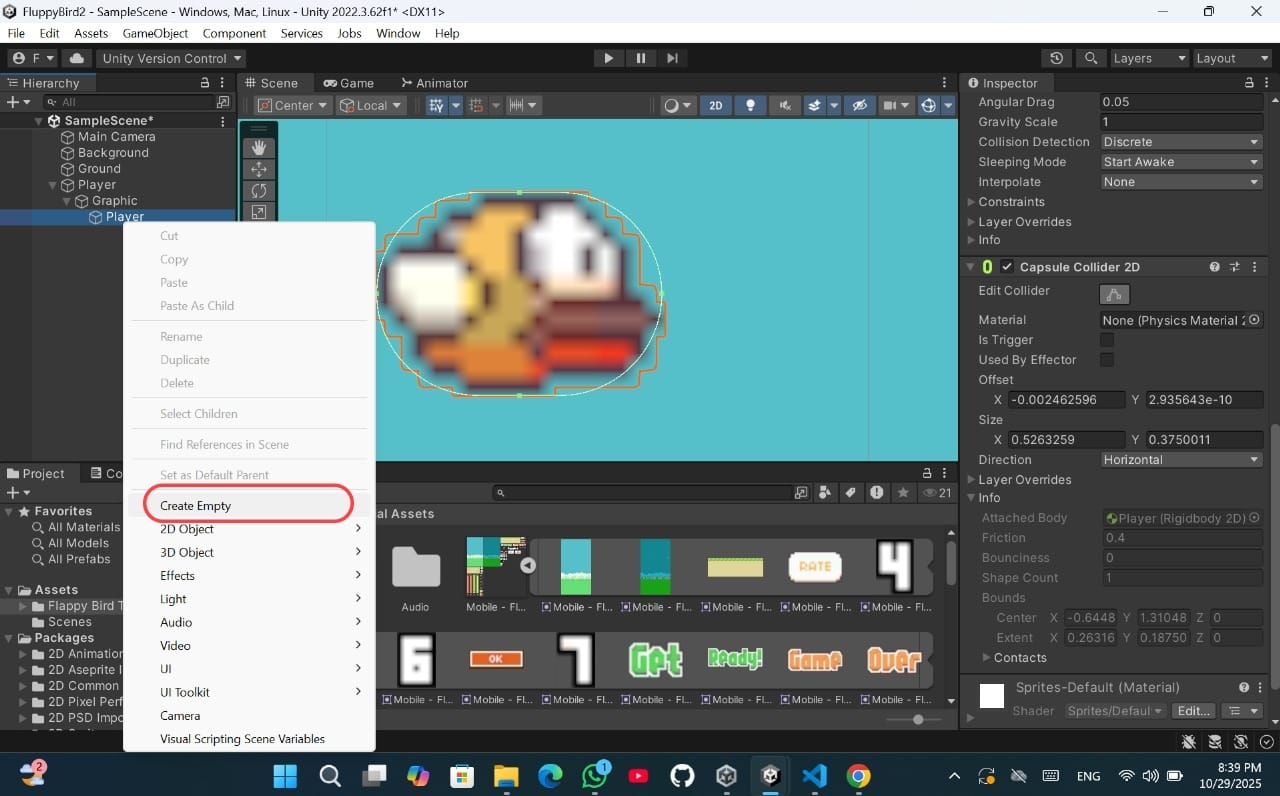 FluppyBird2 - SampleScene - Windows, Mac, Linux - Unity 2022.3.62f1* <DX11>
File Edit Assets GameObject Component Services Jobs Window Help
F Unity Version Control Layers Layout
Hierarchy
All
SampleScene*
Main Camera
Background
Ground
Player
Graphic
Player
Scene Game Animator
Center Local 2D
Cut
Copy
Paste
Paste As Child
Rename
Duplicate
Delete
Select Children
Find References in Scene
Set as Default Parent
Create Empty
2D Object
3D Object
Effects
Light
Audio
Video
UI
UI Toolkit
Camera
Visual Scripting Scene Variables
Inspector
Angular Drag 0.05
Gravity Scale 1
Collision Detection Discrete
Sleeping Mode Start Awake
Interpolate None
Constraints
Layer Overrides
Info
Capsule Collider 2D
Edit Collider
Material None (Physics Material 2
Is Trigger
Used By Effector
Offset
X -0.002462596 Y 2.935643e-10
Size
X 0.5263259 Y 0.3750011
Direction Horizontal
Layer Overrides
Info
Attached Body Player (Rigidbody 2D)
Friction 0.4
Bounciness 0
Shape Count 1
Bounds
Center X -0.6448 Y 1.31048 Z 0
Extent X 0.26316 Y 0.18750 Z 0
Contacts
Sprites-Default (Material)
Shader Sprites/Defaul Edit...
Project Co
21
Favorites
All Materials
All Models
All Prefabs
Assets
Flappy Bird T
Scenes
Packages
2D Animation
2D Aseprite I
2D Common
2D Pixel Perf
2D PSD Impo
al Assets
RATE 4
Audio Mobile - Fl... Mobile - Fl... Mobile - Fl... Mobile - Fl... Mobile - Fl... Mobile - Fl...
6 OK 7 Get Ready! Game Over
Mobile - Fl... Mobile - Fl... Mobile - Fl... Mobile - Fl... Mobile - Fl... Mobile - Fl... Mobile - Fl...
2
1
ENG
8:39 PM
10/29/2025